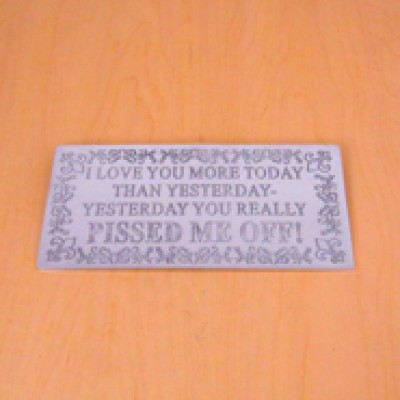 I LOVE YOU MORE TODAY
THAN YESTERDAY-
YESTERDAY YOU REALLY
PISSED ME OFF!